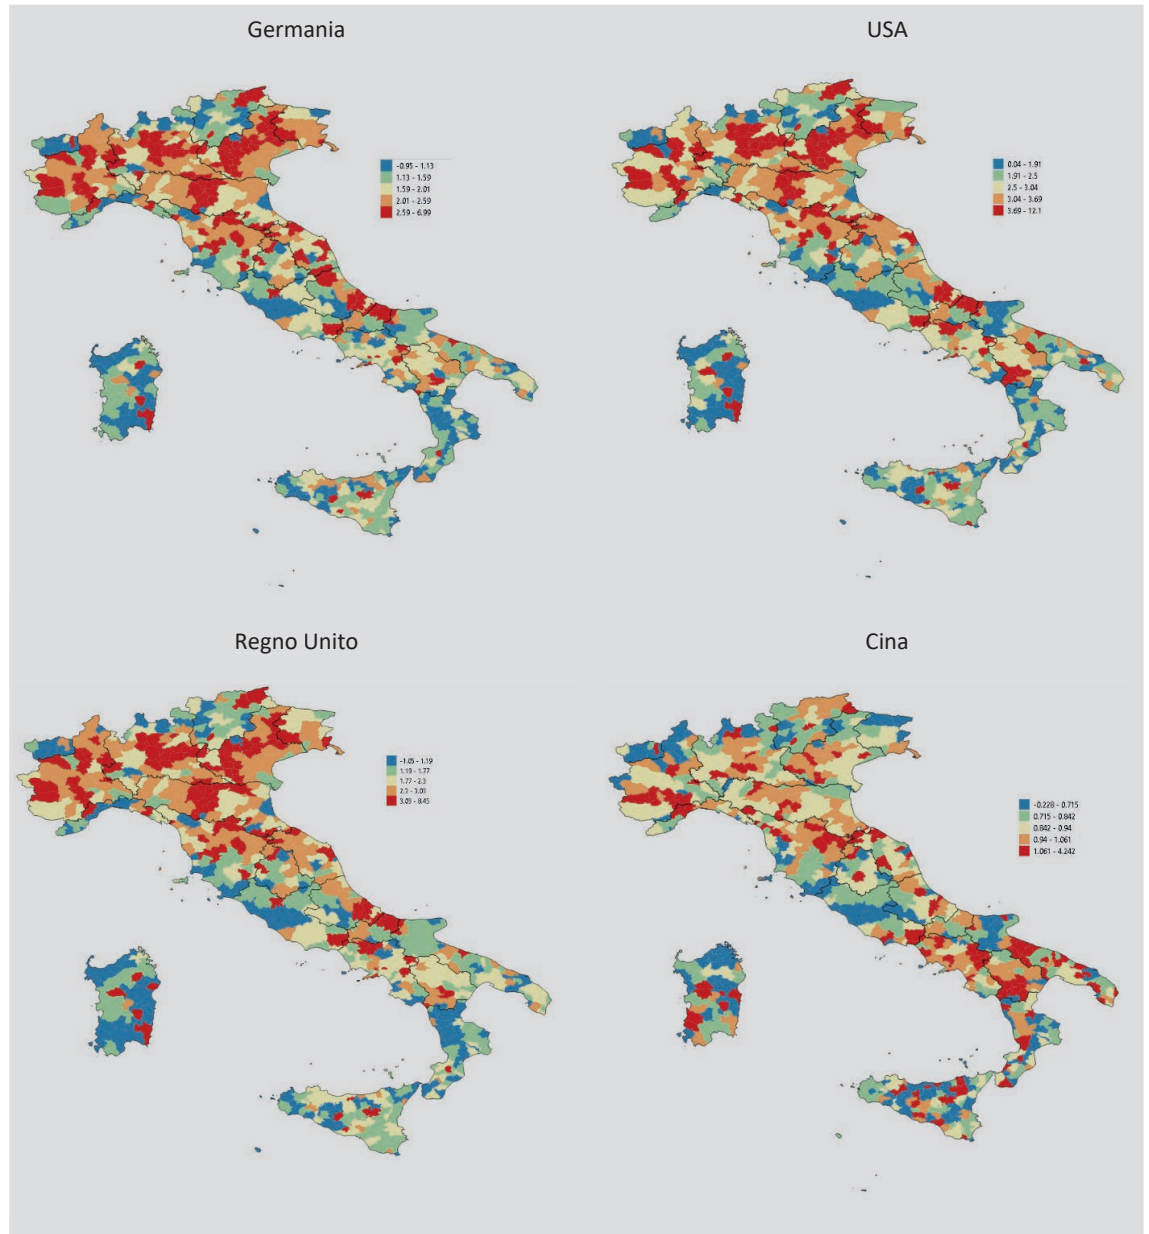 Germania
USA
-0.95 - 1.13
1.13 - 1.59
1.59 - 2.01
2.01 - 2.59
2.59 - 6.99
0.04 - 1.91
1.91 - 2.5
2.5 - 3.04
3.04 - 3.69
3.69 - 12.1
Regno Unito
Cina
-1.05 - 1.19
1.19 - 1.77
1.77 - 2.3
2.3 - 3.03
3.03 - 8.45
-0.228 - 0.715
0.715 - 0.842
0.842 - 0.94
0.94 - 1.061
1.061 - 4.242